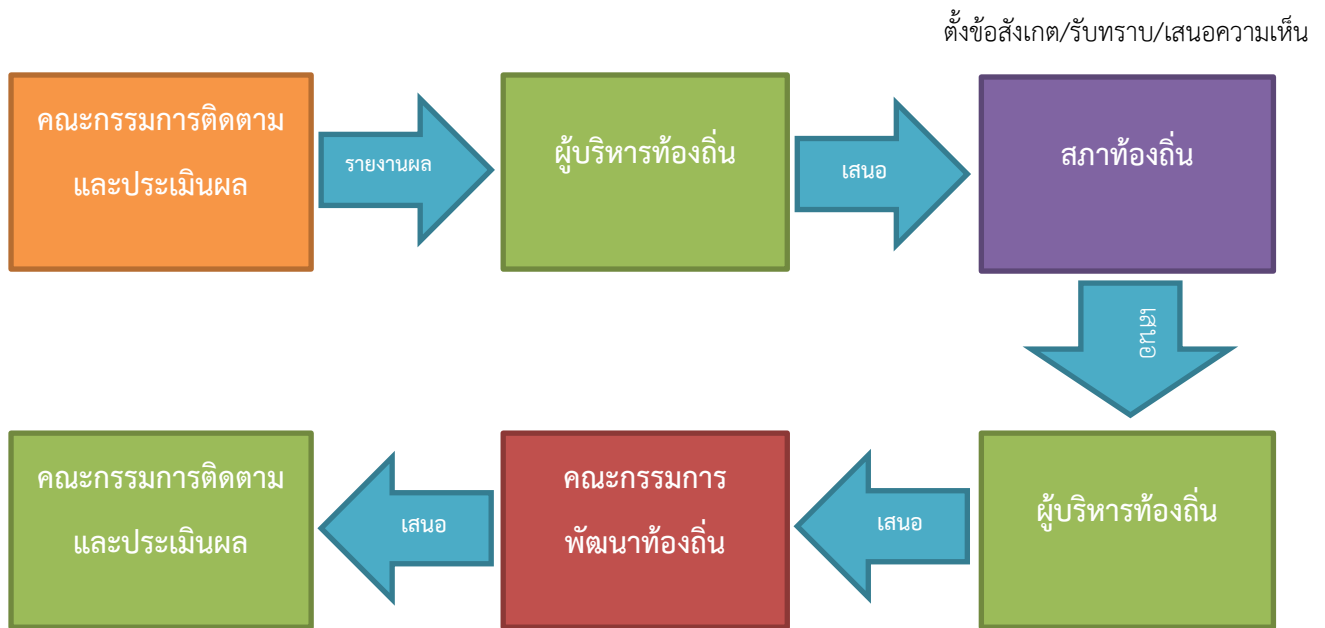 ตั้งข้อสังเกต/รับทราบ/เสนอความเห็น
คณะกรรมการติดตาม
และประเมินผล
รายงานผล
ผู้บริหารท้องถิ่น
เสนอ
สภาท้องถิ่น
เสนอ
ผู้บริหารท้องถิ่น
เสนอ
คณะกรรมการ
พัฒนาท้องถิ่น
เสนอ
คณะกรรมการติดตาม
และประเมินผล